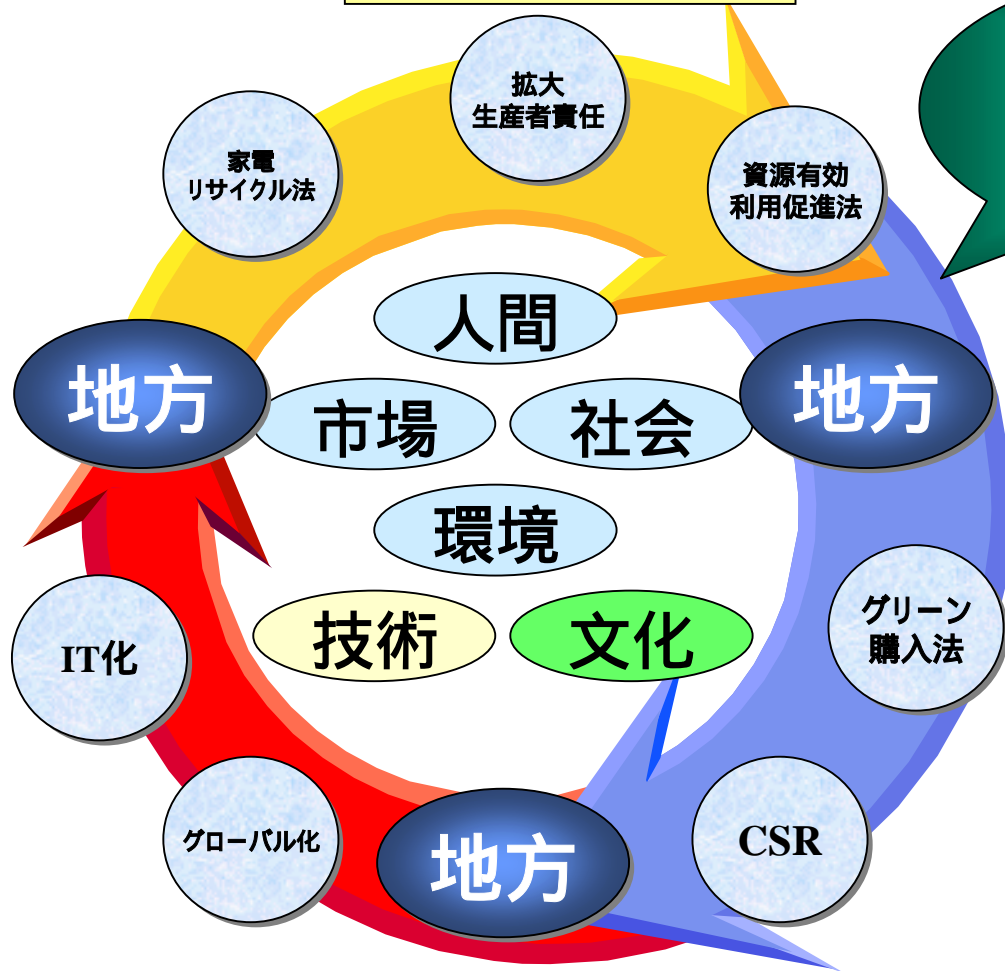 拡大
生産者責任
家電
リサイクル法
資源有効
利用促進法
人間
地方
市場
社会
地方
環境
グリーン
購入法
技術
文化
IT化
グローバル化
地方
CSR